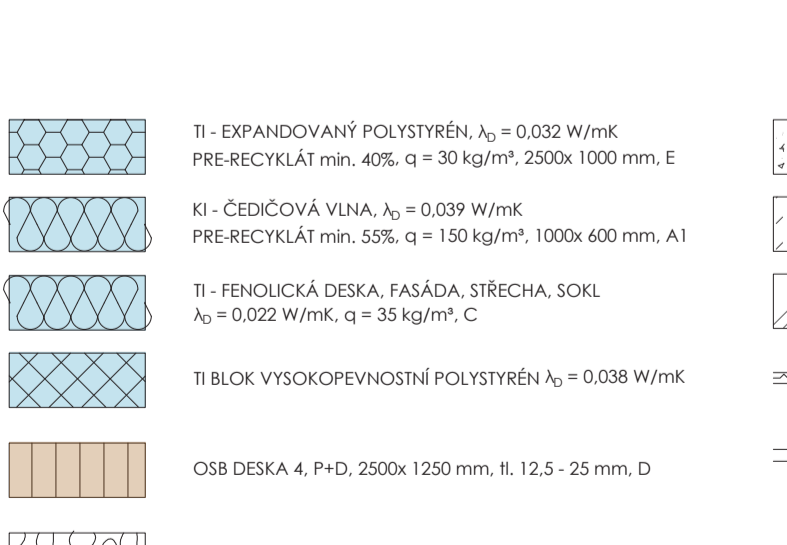 TI - EXPANDOVANÝ POLYSTYRÉN, λD = 0,032 W/mK
PRE-RECYKLÁT min. 40%, q = 30 kg/m³, 2500x 1000 mm, E
KI - ČEDIČOVÁ VLNA, λD = 0,039 W/mK
PRE-RECYKLÁT min. 55%, q = 150 kg/m³, 1000x 600 mm, A1
TI - FENOLICKÁ DESKA, FASÁDA, STŘECHA, SOKL
λD = 0,022 W/mK, q = 35 kg/m³, C
TI BLOK VYSOKOPEVNOSTNÍ POLYSTYRÉN λD = 0,038 W/mK
OSB DESKA 4, P+D, 2500x 1250 mm, tl. 12,5 - 25 mm, D